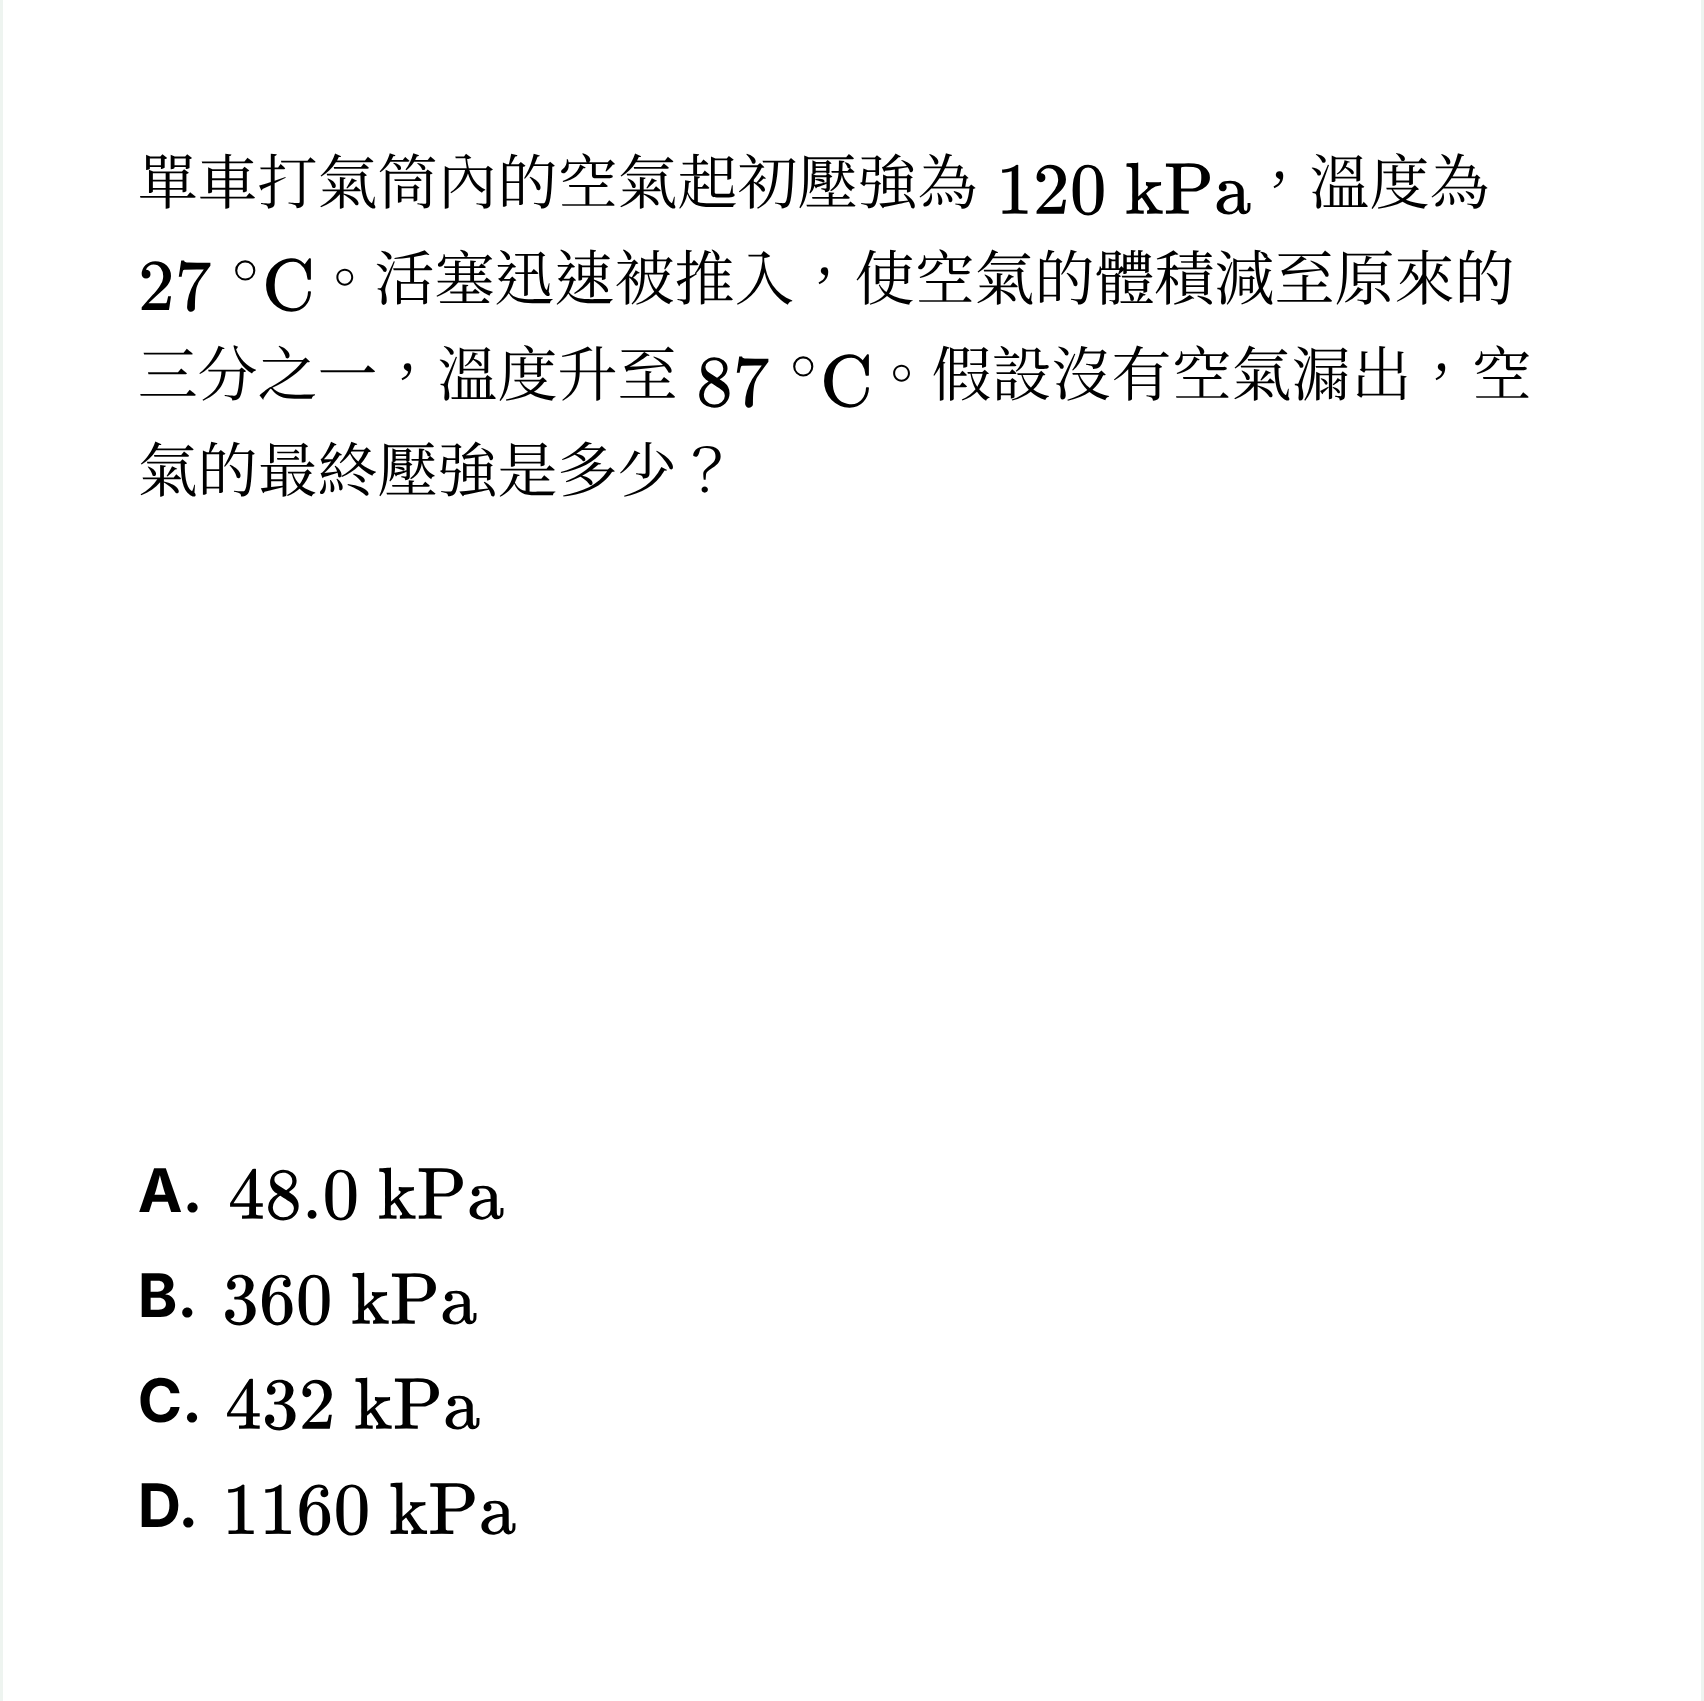 單車打氣筒內的空氣起初壓強為 120 kPa，溫度為
27 °C。活塞迅速被推入，使空氣的體積減至原來的
三分之一，溫度升至 87 °C。假設沒有空氣漏出，空
氣的最終壓強是多少？
A. 48.0 kPa
B. 360 kPa
C. 432 kPa
D. 1160 kPa